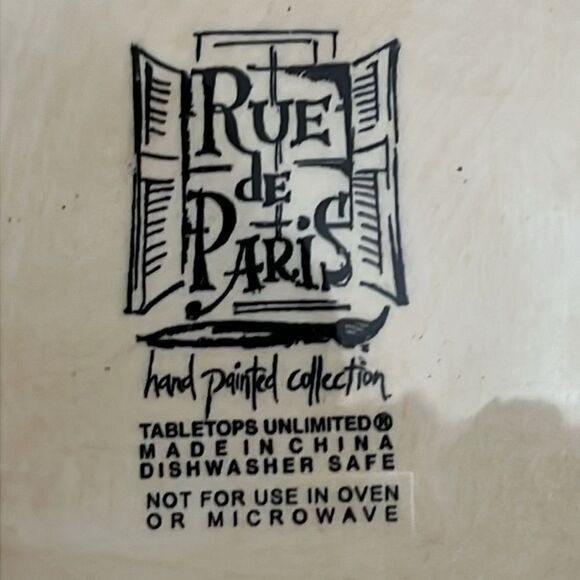 RUE
de
PARIS
hand painted collection
TABLETOPS UNLIMITED®
MADE IN CHINA
DISHWASHER SAFE
NOT FOR USE IN OVEN
OR MICROWAVE